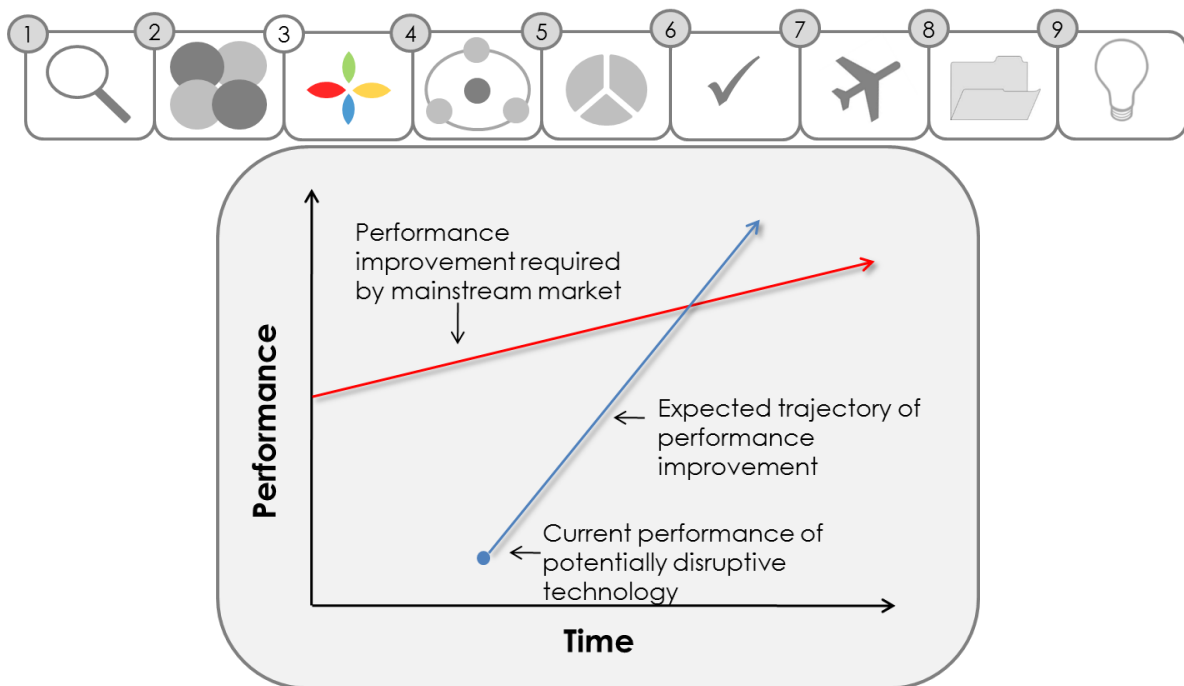 1 2 3 4 5 6 7 8 9
Performance
improvement required
by mainstream market
Performance
Expected trajectory of
performance
improvement
Current performance of
potentially disruptive
technology
Time